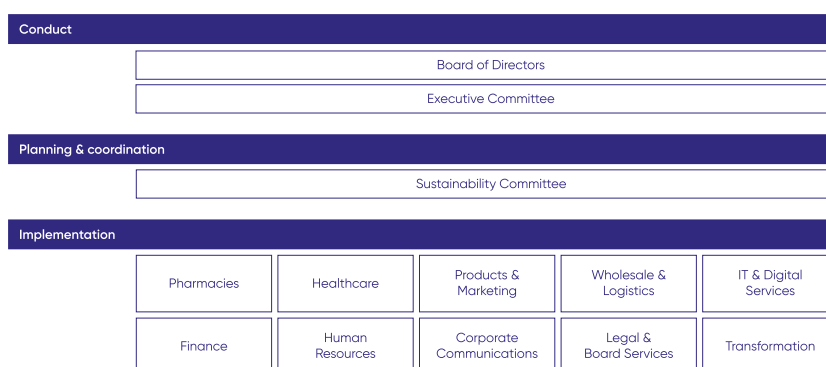 Conduct
Board of Directors
Executive Committee
Planning & coordination
Sustainability Committee
Implementation
Pharmacies
Healthcare
Products &
Marketing
Wholesale &
Logistics
IT & Digital
Services
Finance
Human
Resources
Corporate
Communications
Legal &
Board Services
Transformation